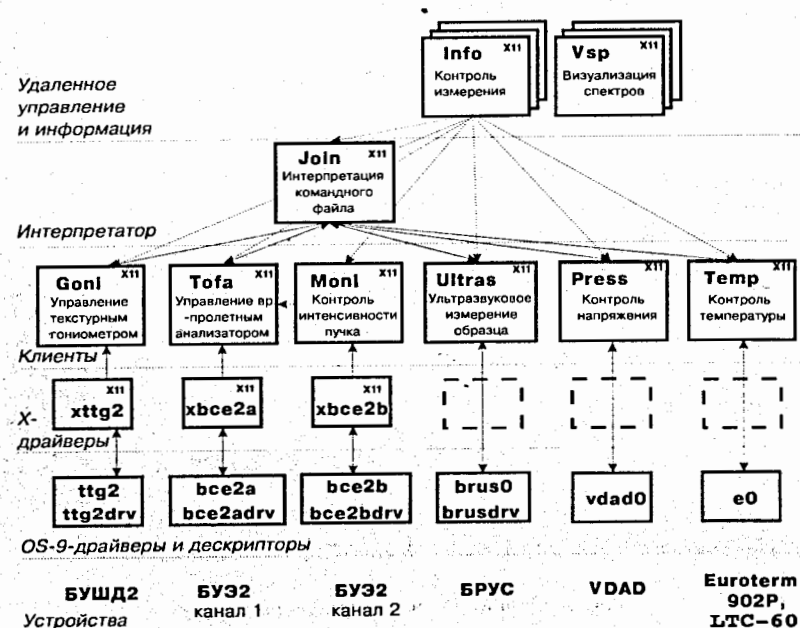 Info X11
Контроль
измерения
Vsp X11
Визуализация
спектров
Удаленное
управление
и информация
Join X11
Интерпретация
командного
файла
Интерпретатор
Goni X11
Управление
текстурным
гониометром
Tofa X11
Управление вр
-пролетным
анализатором
Moni X11
Контроль
интенсивности
пучка
Ultras X11
Ультразвуковое
измерение
образца
Press X11
Контроль
напряжения
Temp X11
Контроль
температуры
Клиенты
X11
xttg2
X11
xbce2a
X11
xbce2b
X-
драйверы
ttg2
ttg2drv
bce2a
bce2adrv
bce2b
bce2bdrv
brus0
brusdrv
vdad0
e0
OS-9-драйверы и дескрипторы
БУШД2
БУЭ2
канал 1
БУЭ2
канал 2
БРУС
VDAD
Euroterm
902P,
LTC-60
Устройства